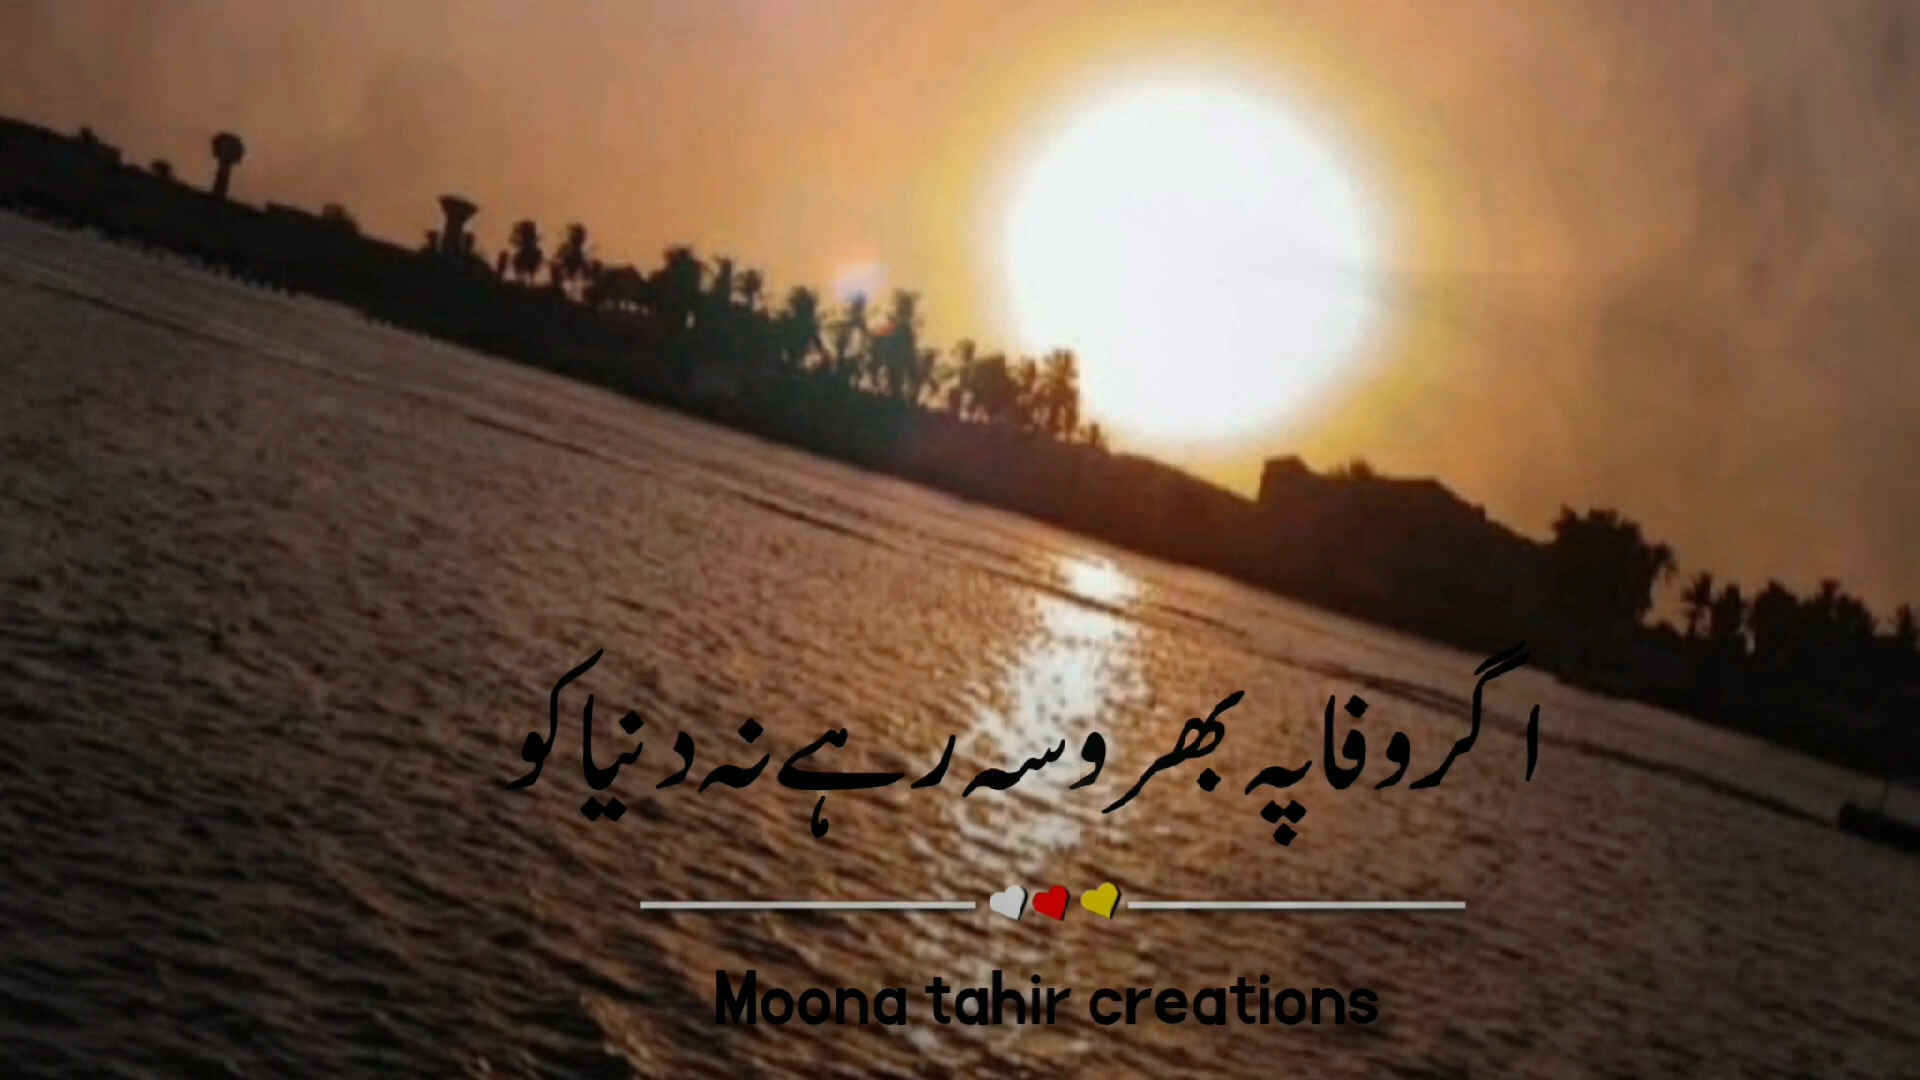 اگر وفا پہ بھروسہ رہے نہ دنیا کو
Moona tahir creations